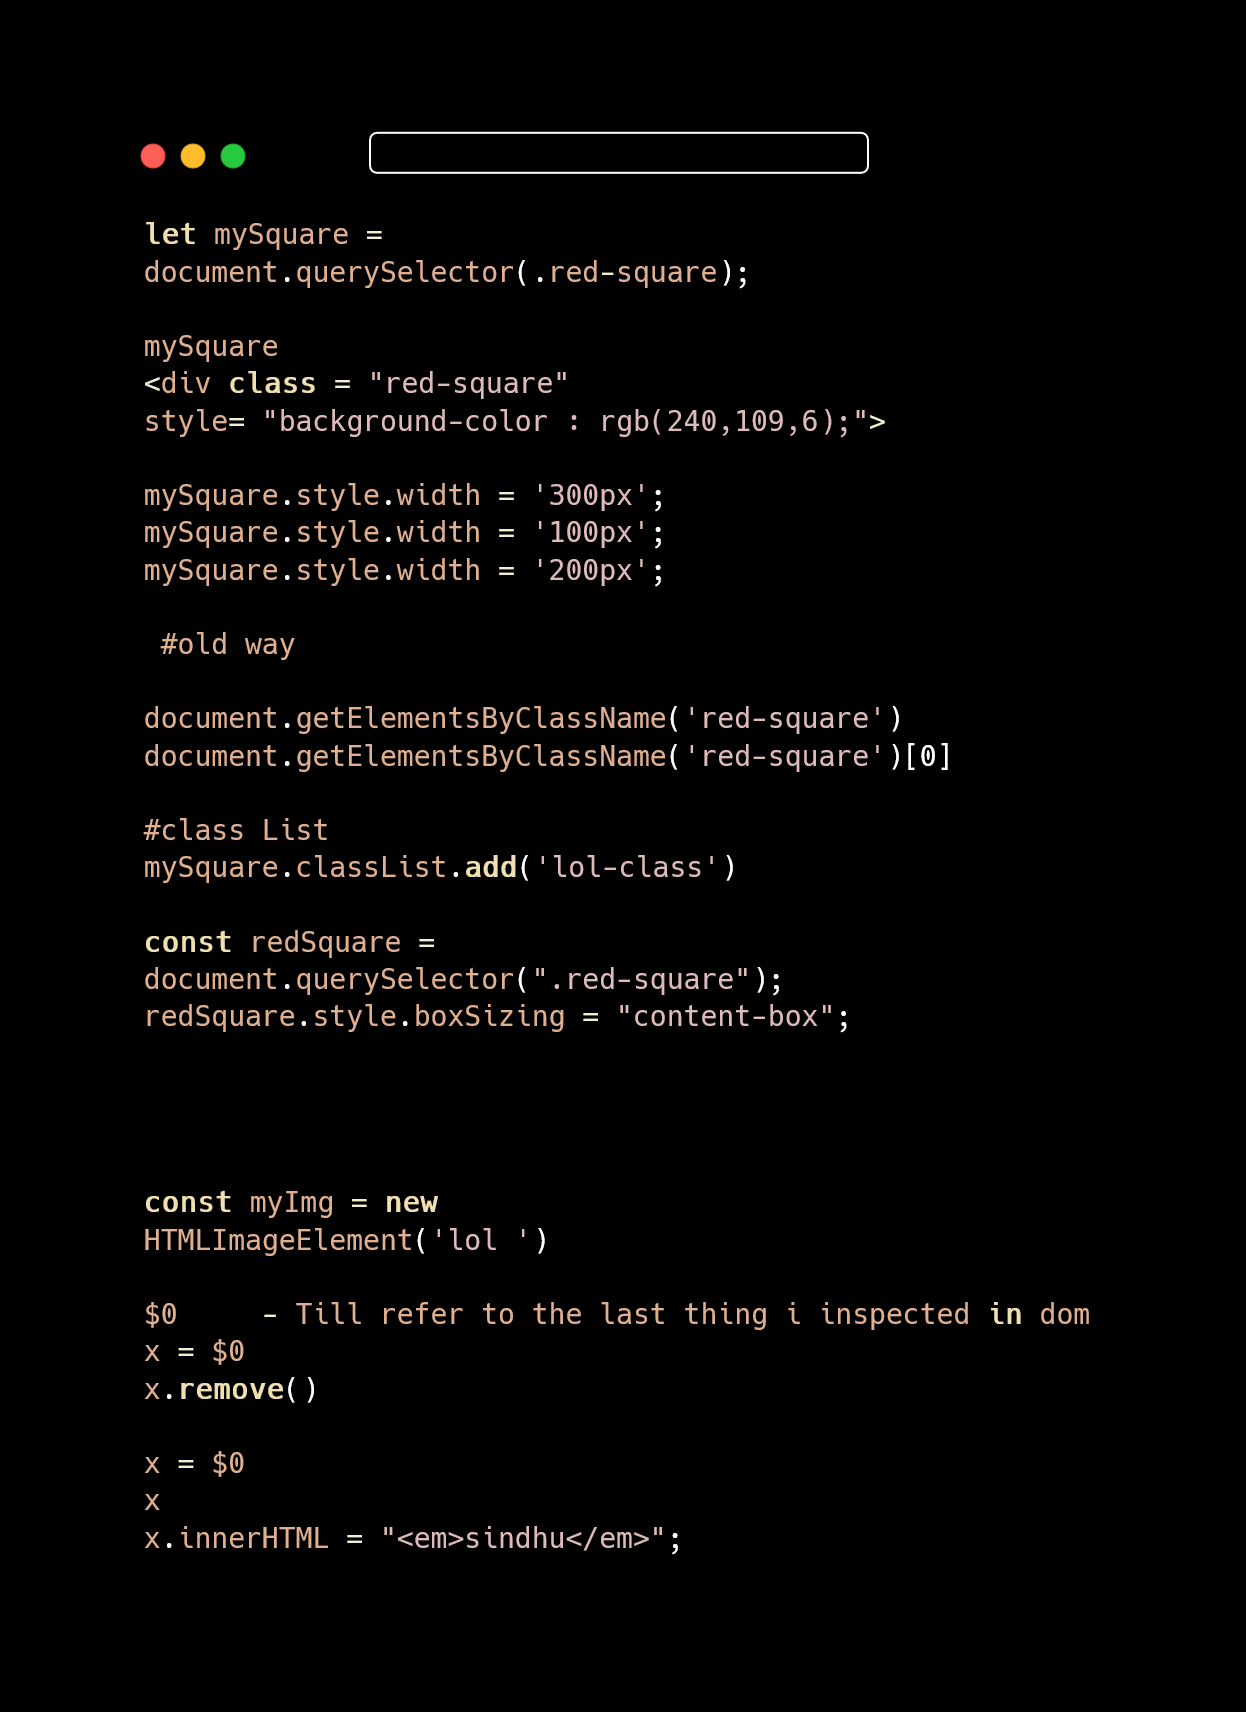 let mySquare =
document.querySelector(.red-square);
mySquare
<div class = "red-square"
style= "background-color : rgb(240,109,6);">
mySquare.style.width = '300px';
mySquare.style.width = '100px';
mySquare.style.width = '200px';
#old way
document.getElementsByClassName('red-square')
document.getElementsByClassName('red-square')[0]
#class List
mySquare.classList.add('lol-class')
const redSquare =
document.querySelector(".red-square");
redSquare.style.boxSizing = "content-box";
const myImg = new
HTMLImageElement('lol ')
$0     - Till refer to the last thing i inspected in dom
x = $0
x.remove()
x = $0
x
x.innerHTML = "<em>sindhu</em>";